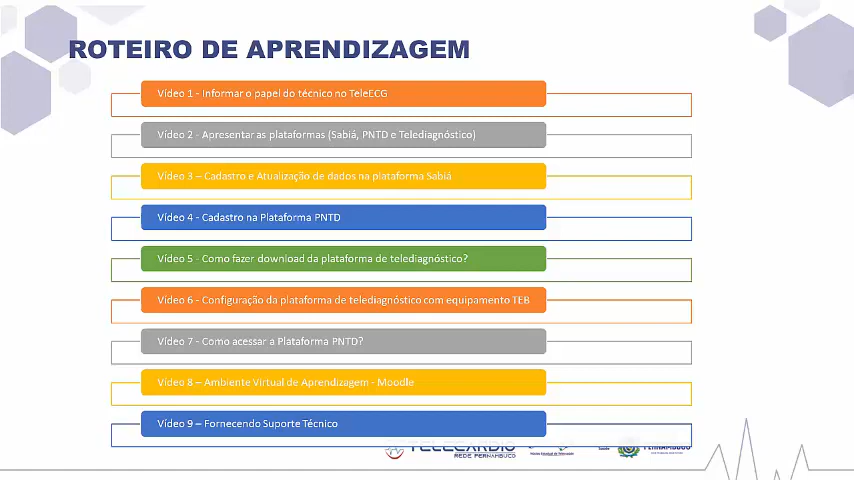 ROTEIRO DE APRENDIZAGEM
Vídeo 1 - Informar o papel do técnico no TeleECG
Vídeo 2 - Apresentar as plataformas (Sabiá, PNTD e Telediagnóstico)
Vídeo 3 – Cadastro e Atualização de dados na plataforma Sabiá
Vídeo 4 - Cadastro na Plataforma PNTD
Vídeo 5 - Como fazer download da plataforma de telediagnóstico?
Vídeo 6 - Configuração da plataforma de telediagnóstico com equipamento TEB
Vídeo 7 - Como acessar a Plataforma PNTD?
Vídeo 8 – Ambiente Virtual de Aprendizagem - Moodle
Vídeo 9 – Fornecendo Suporte Técnico
TELECARDIO
REDE PERNAMBUCO
Saúde
PERNAMBUCO